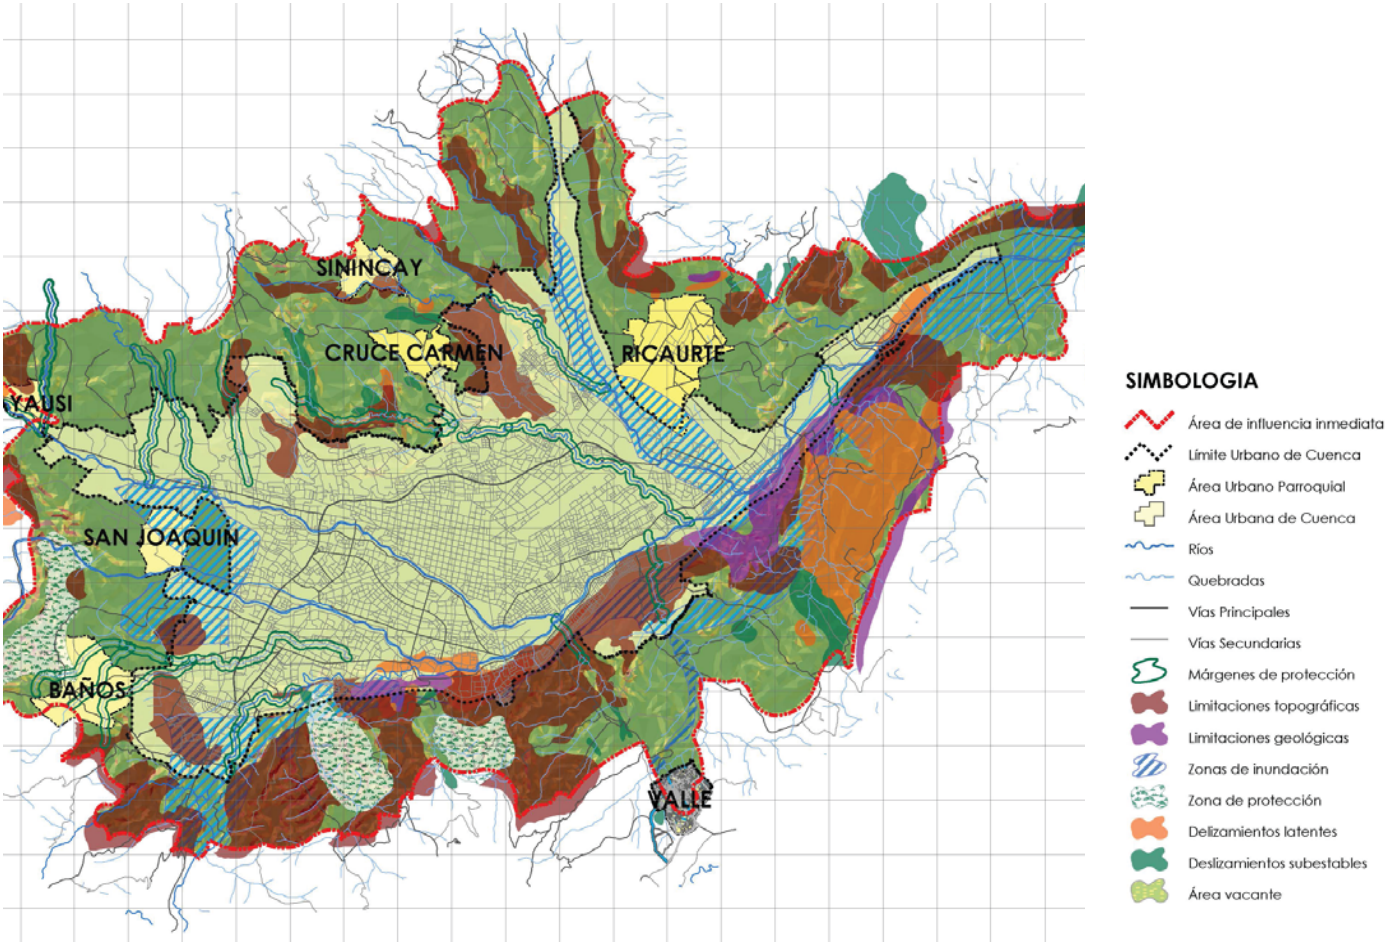 SININCAY
CRUCE CARMEN
RICAURTE
YAUSI
SAN JOAQUIN
BAÑOS
VALLE
SIMBOLOGIA
Área de influencia inmediata
Límite Urbano de Cuenca
Área Urbano Parroquial
Área Urbana de Cuenca
Ríos
Quebradas
Vías Principales
Vías Secundarias
Márgenes de protección
Limitaciones topográficas
Limitaciones geológicas
Zonas de inundación
Zona de protección
Delizamientos latentes
Deslizamientos subestables
Área vacante